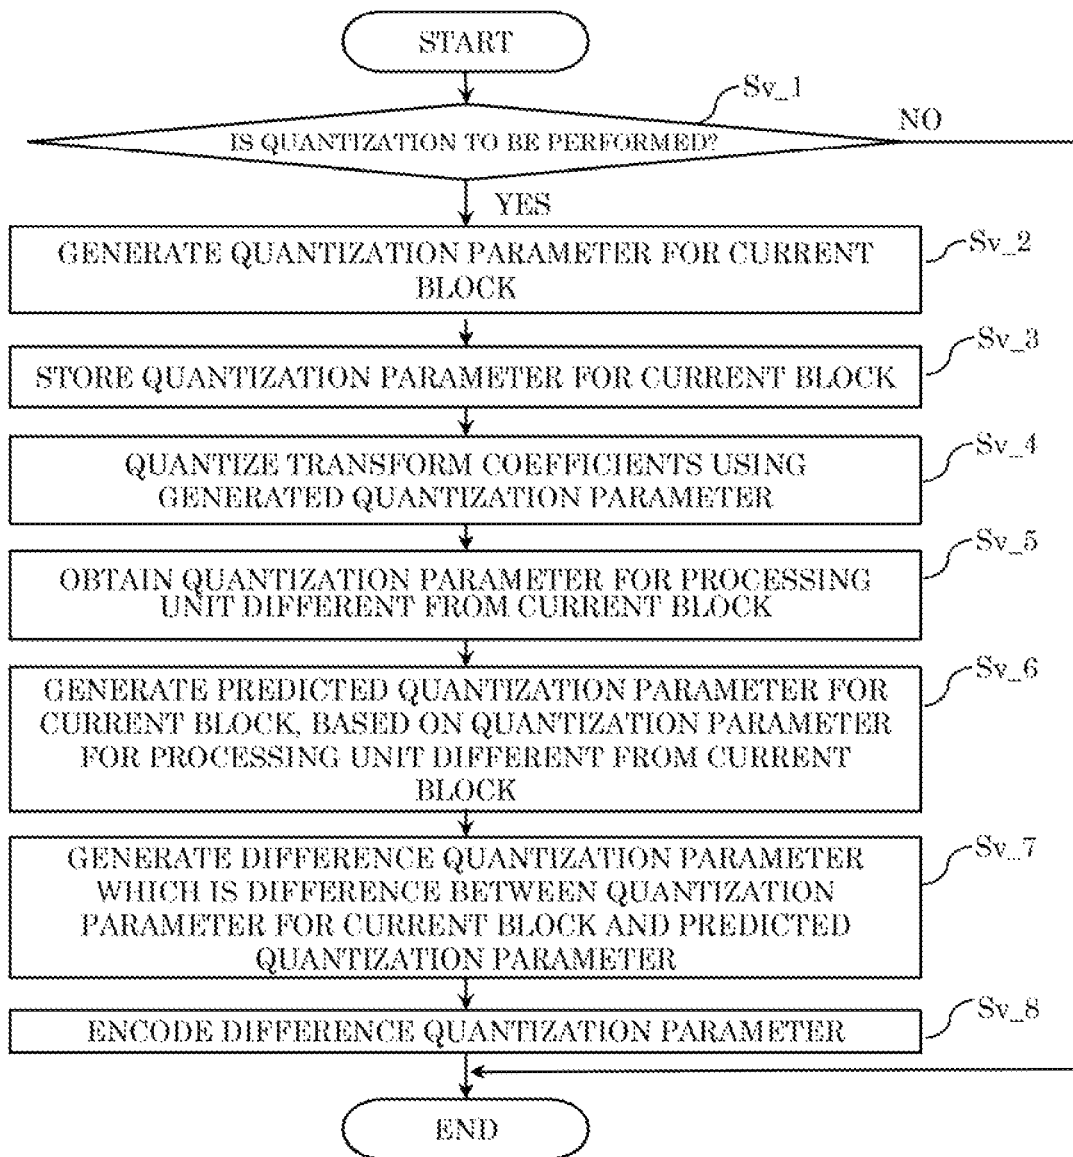 START
Sv_1
NO
IS QUANTIZATION TO BE PERFORMED?
YES
GENERATE QUANTIZATION PARAMETER FOR CURRENT
BLOCK
Sv_2
STORE QUANTIZATION PARAMETER FOR CURRENT BLOCK
Sv_3
QUANTIZE TRANSFORM COEFFICIENTS USING
GENERATED QUANTIZATION PARAMETER
Sv_4
OBTAIN QUANTIZATION PARAMETER FOR PROCESSING
UNIT DIFFERENT FROM CURRENT BLOCK
Sv_5
GENERATE PREDICTED QUANTIZATION PARAMETER FOR
CURRENT BLOCK, BASED ON QUANTIZATION PARAMETER
FOR PROCESSING UNIT DIFFERENT FROM CURRENT
BLOCK
Sv_6
GENERATE DIFFERENCE QUANTIZATION PARAMETER
WHICH IS DIFFERENCE BETWEEN QUANTIZATION
PARAMETER FOR CURRENT BLOCK AND PREDICTED
QUANTIZATION PARAMETER
Sv_7
ENCODE DIFFERENCE QUANTIZATION PARAMETER
Sv_8
END